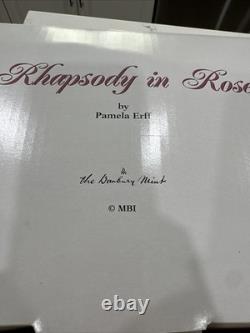 Rhapsody in Rose
by
Pamela Erff
the Danbury Mint
© MBI